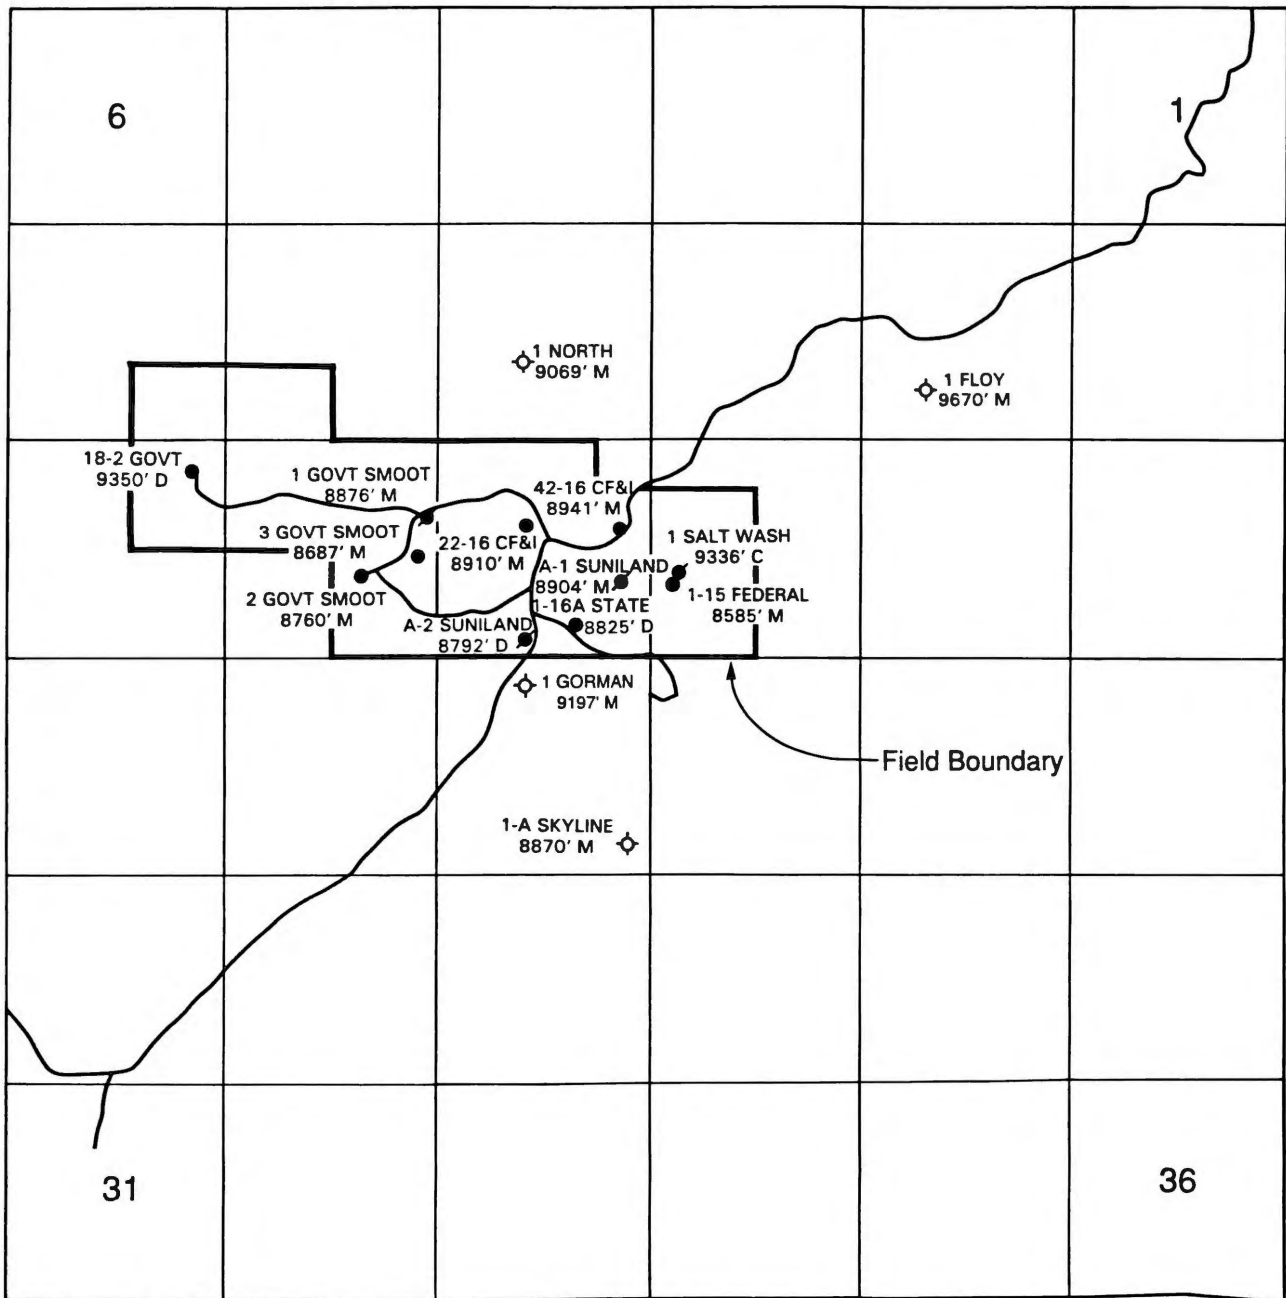 6
1
1 NORTH
9069' M
1 FLOY
9670' M
18-2 GOVT
9350' D
1 GOVT SMOOT
8876' M
42-16 CF&I
8941' M
3 GOVT SMOOT
8687' M
22-16 CF&I
8910' M
1 SALT WASH
9336' C
A-1 SUNILAND
8904' M
1-15 FEDERAL
8585' M
2 GOVT SMOOT
8760' M
1-16A STATE
8825' D
A-2 SUNILAND
8792' D
1 GORMAN
9197' M
Field Boundary
1-A SKYLINE
8870' M
31
36